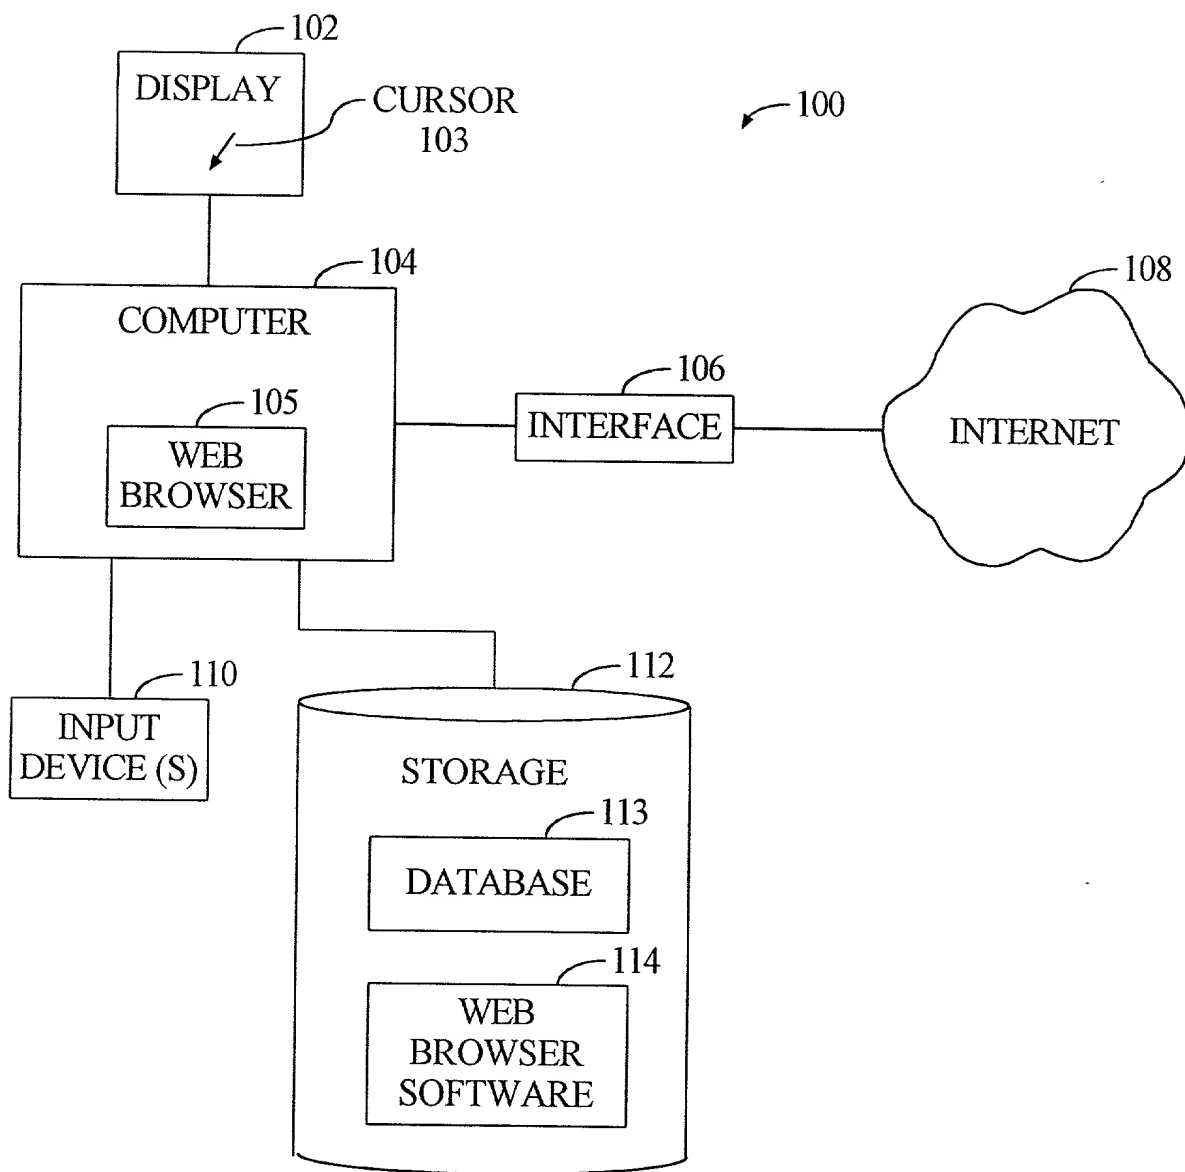 102
DISPLAY
CURSOR
103
100
104
COMPUTER
108
106
INTERFACE
INTERNET
105
WEB
BROWSER
110
INPUT
DEVICE (S)
112
STORAGE
113
DATABASE
114
WEB
BROWSER
SOFTWARE